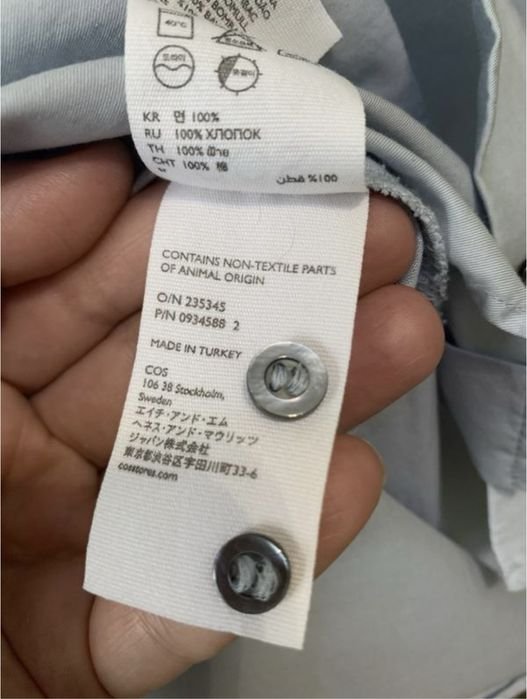 40°C
KR 면 100%
RU 100% ХЛОПОК
TH 100% ฝ้าย
CHT 100% 棉
100% قطن
CONTAINS NON-TEXTILE PARTS
OF ANIMAL ORIGIN
O/N 235345
P/N 0934588 2
MADE IN TURKEY
COS
106 38 Stockholm,
Sweden
エイチ・アンド・エム
ヘネス・アンド・マウリッツ
ジャパン株式会社
東京都渋谷区宇田川町33-6
cosstores.com